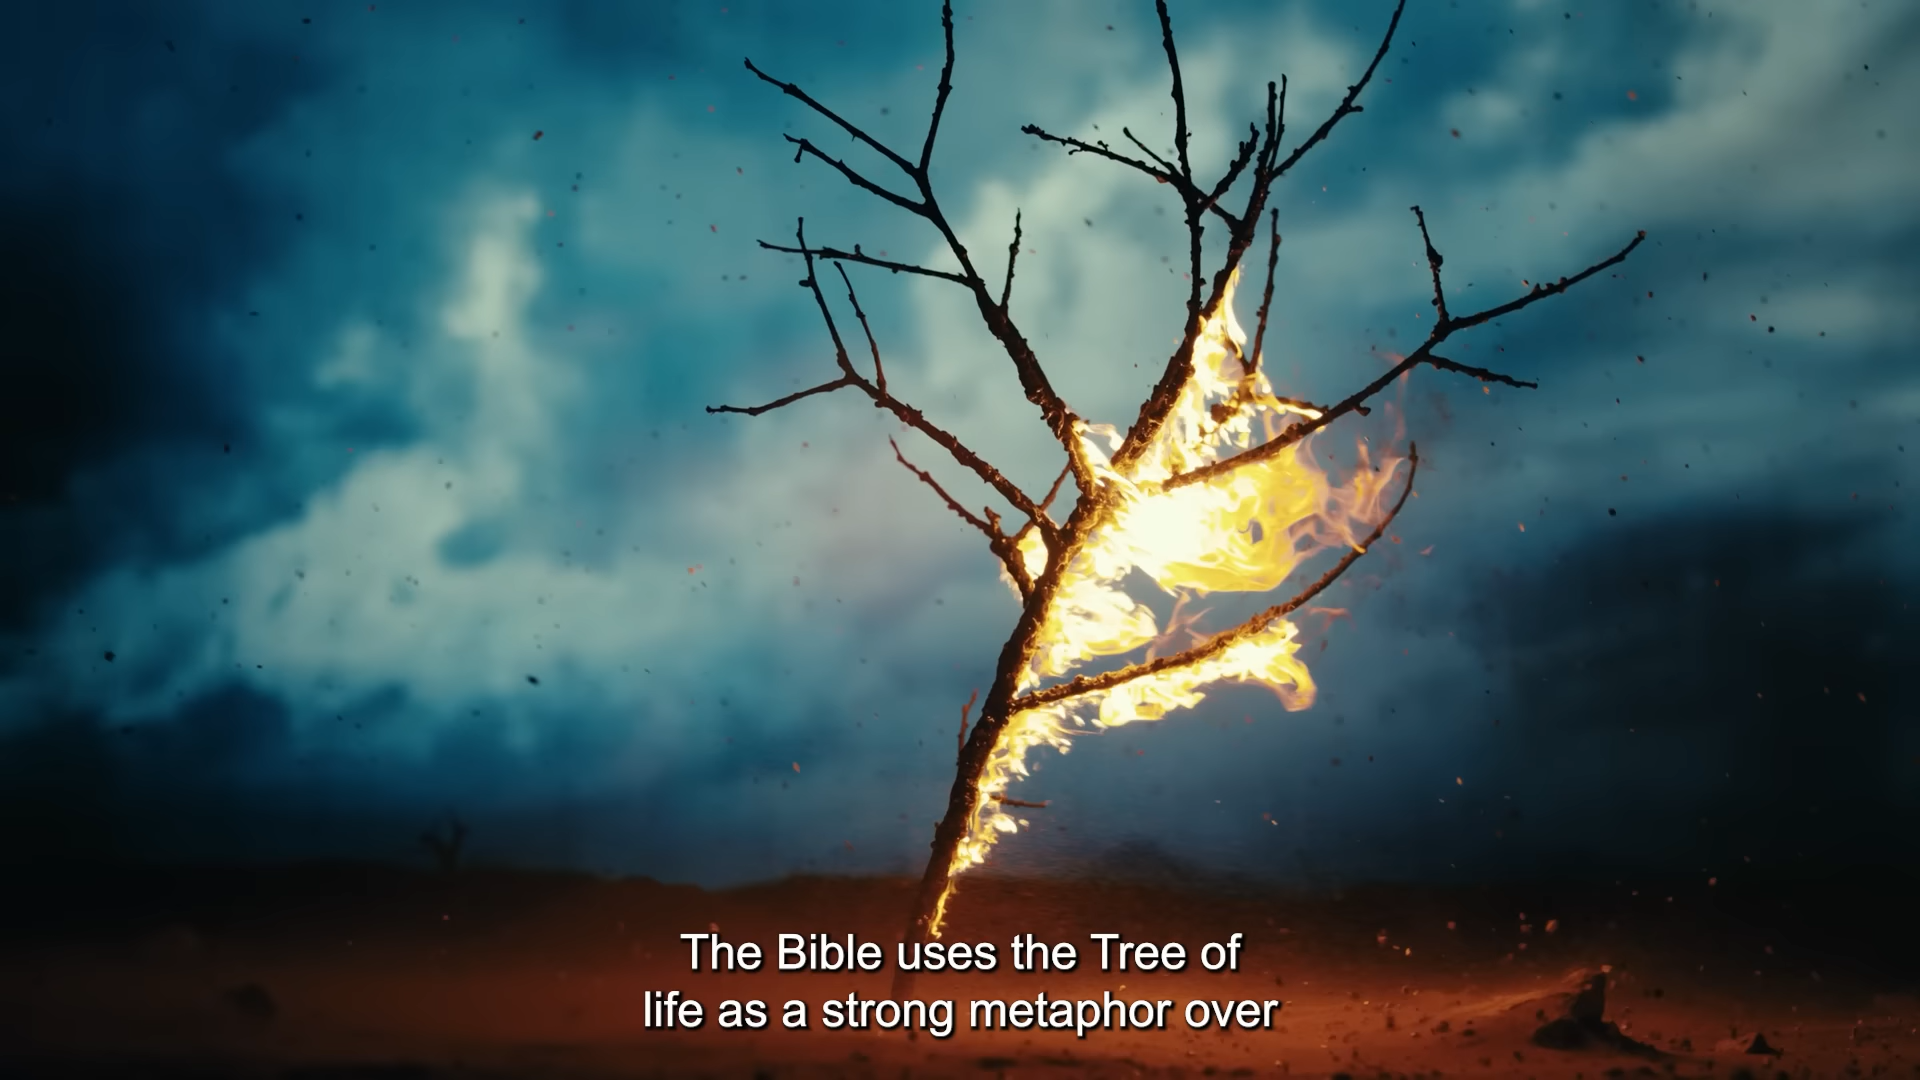 The Bible uses the Tree of
life as a strong metaphor over